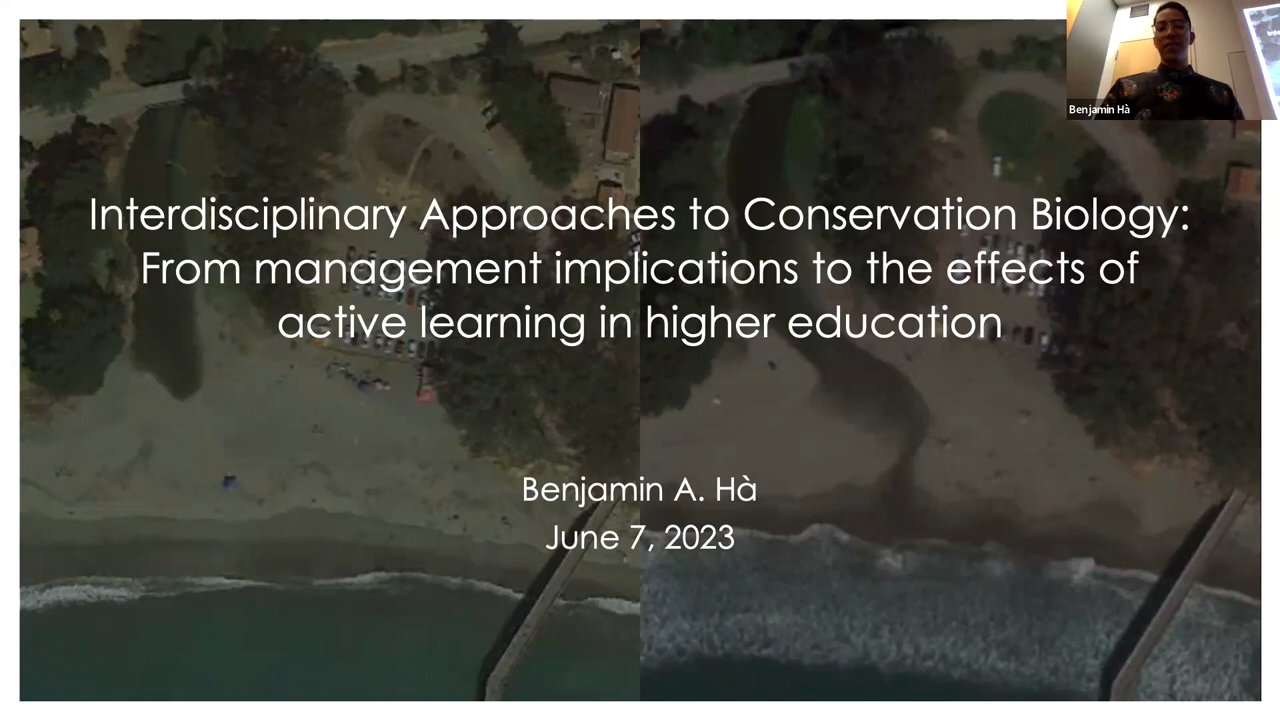 Interdisciplinary Approaches to Conservation Biology:
From management implications to the effects of
active learning in higher education
Benjamin A. Hà
June 7, 2023
Benjamin Hà